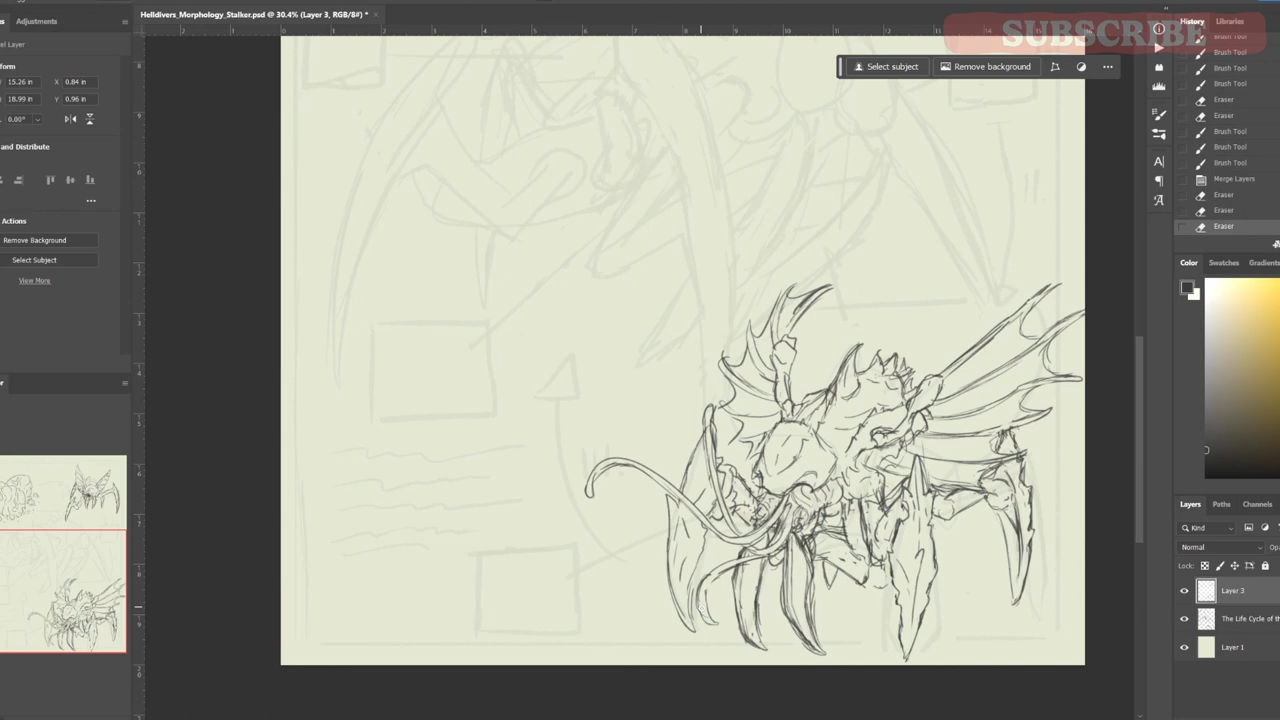 Helldivers_Morphology_Stalker.psd @ 30.4% (Layer 3, RGB/8#) *
SUBSCRIBE
Adjustments
History
Libraries
Brush Tool
Select subject
Remove background
Brush Tool
15.26 in
X
0.84 in
Brush Tool
18.99 in
Y
0.96 in
Brush Tool
0.00°
Eraser
Eraser
Brush Tool
and Distribute
Brush Tool
Brush Tool
Merge Layers
Actions
Eraser
Remove Background
Eraser
Select Subject
Eraser
View More
Color
Swatches
Gradients
Layers
Paths
Channels
Kind
Normal
Lock:
Layer 3
The Life Cycle of th
Layer 1